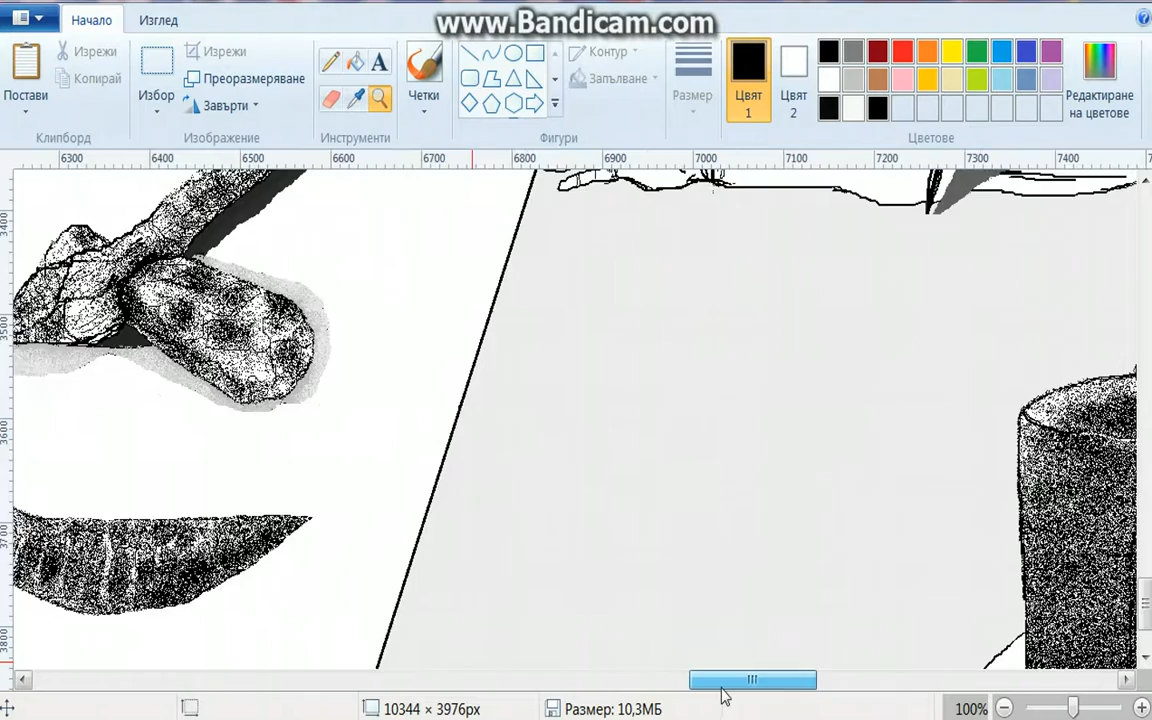 www.Bandicam.com
Начало
Изглед
Постави
Изрежи
Копирай
Клипборд
Избор
Изрежи
Преоразмеряване
Завърти
Изображение
A
Инструменти
Четки
Контур
Запълване
Фигури
Размер
Цвят 1
Цвят 2
Редактиране на цветове
Цветове
6300 6400 6500 6600 6700 6800 6900 7000 7100 7200 7300 7400
3400
3500
3600
3700
3800
10344 × 3976px
Размер: 10,3МБ
100%